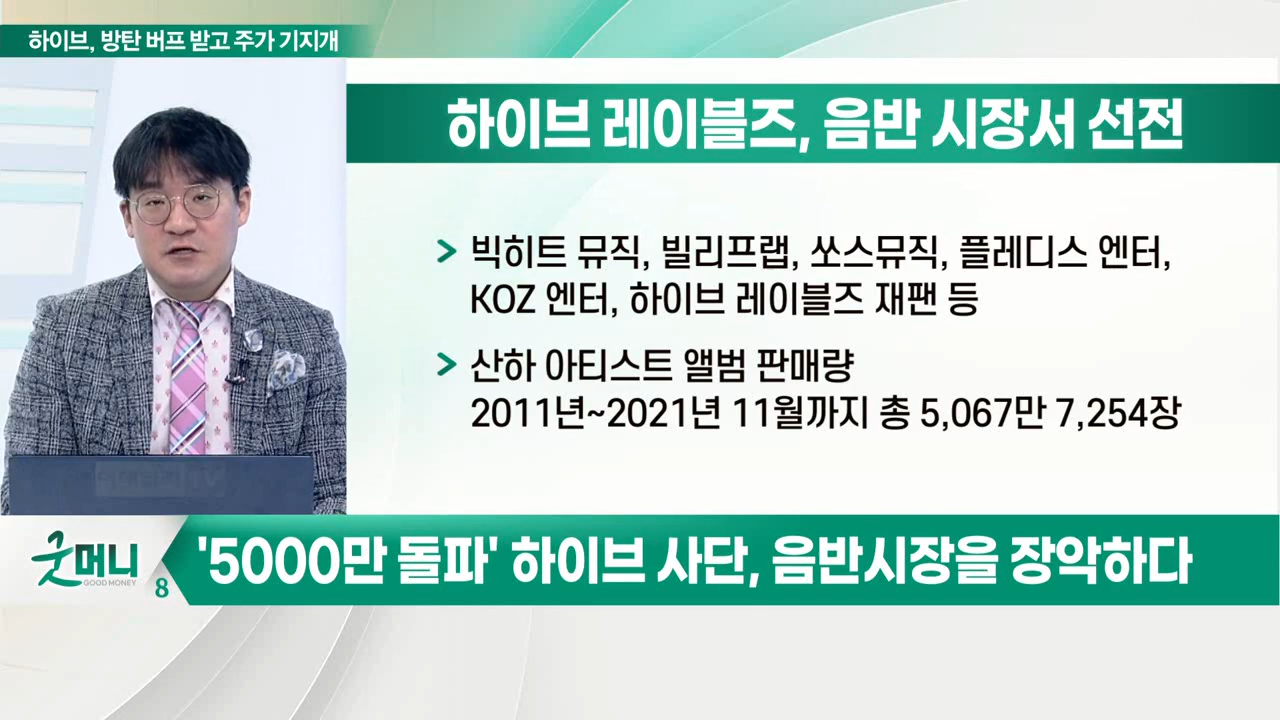 하이브, 방탄 버프 받고 주가 기지개
하이브 레이블즈, 음반 시장서 선전
> 빅히트 뮤직, 빌리프랩, 쏘스뮤직, 플레디스 엔터,
KOZ 엔터, 하이브 레이블즈 재팬 등
> 산하 아티스트 앨범 판매량
2011년~2021년 11월까지 총 5,067만 7,254장
굿머니
GOOD MONEY
8
'5000만 돌파' 하이브 사단, 음반시장을 장악하다